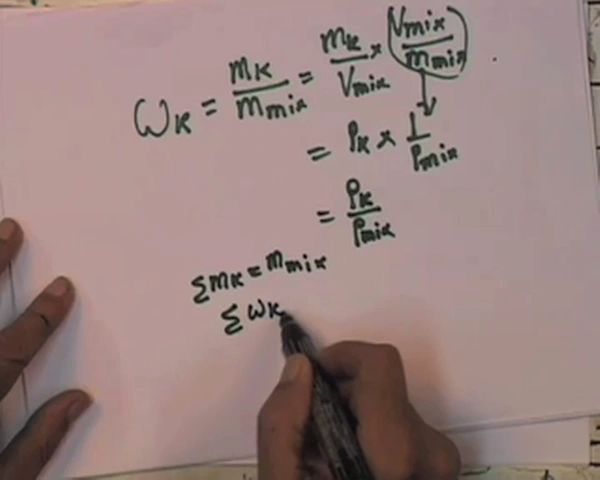 ωK = mK/mmix = mK/Vmix × Vmix/mmix
= ρK × 1/ρmix
= ρK/ρmix
ΣmK = mmix
ΣωK